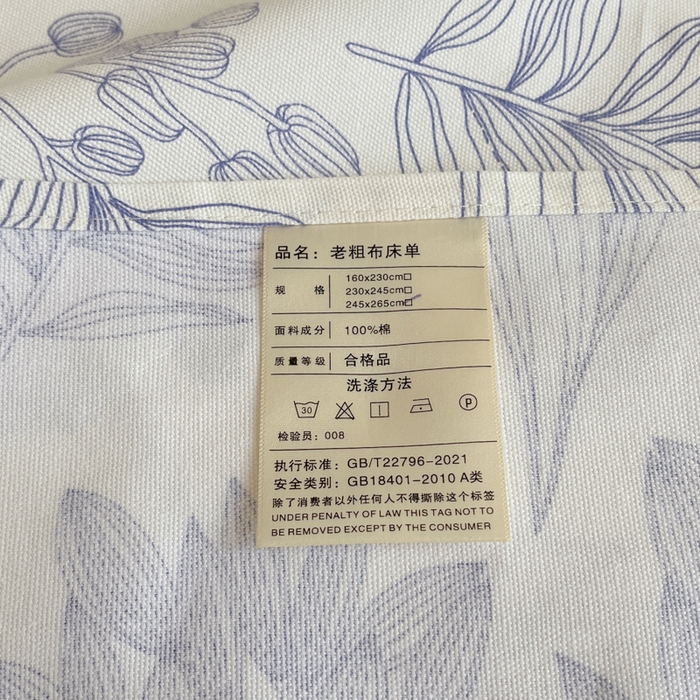 品名：老粗布床单
规 格 160x230cm□
230x245cm□
245x265cm☑
面料成分 100%棉
质量等级 合格品
洗涤方法
30 P
检验员：008
执行标准：GB/T22796-2021
安全类别：GB18401-2010 A类
除了消费者以外任何人不得撕除这个标签
UNDER PENALTY OF LAW THIS TAG NOT TO
BE REMOVED EXCEPT BY THE CONSUMER